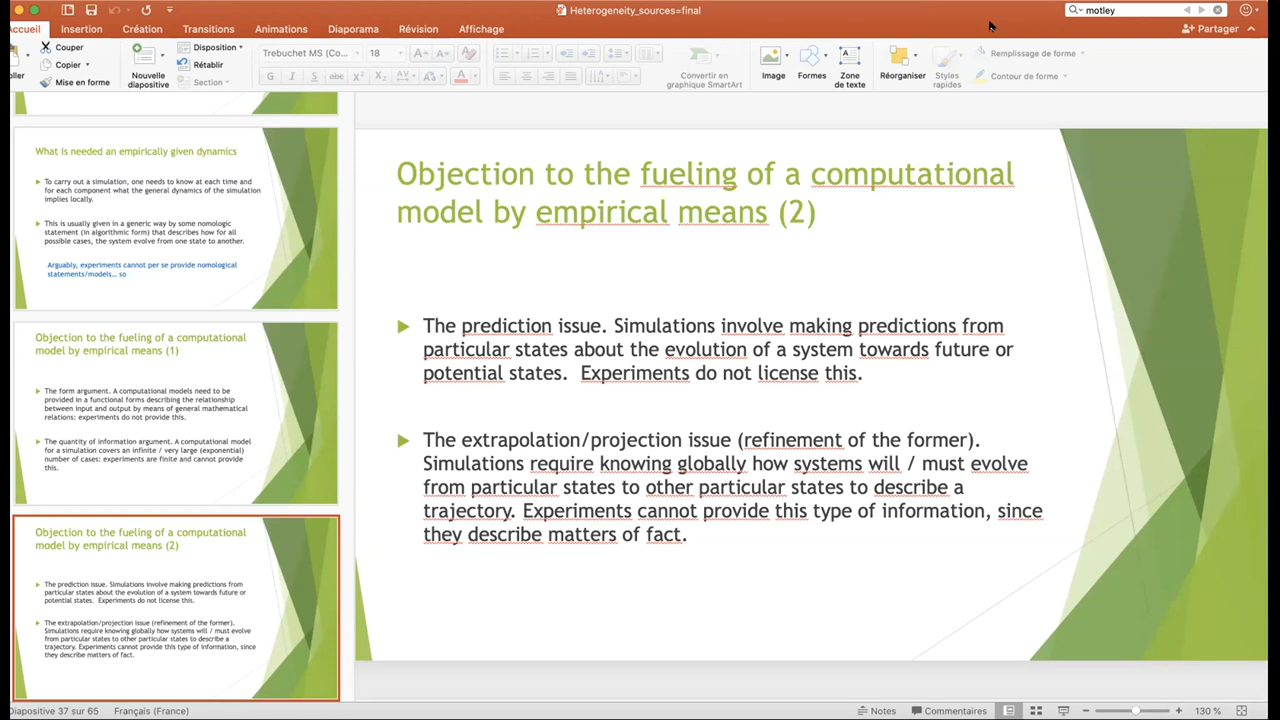 Heterogeneity_sources=final
motley
Accueil
Insertion
Création
Transitions
Animations
Diaporama
Révision
Affichage
Partager
Couper
Copier
Mise en forme
Nouvelle
diapositive
Disposition
Rétablir
Section
Trebuchet MS (Co...
18
Convertir en
graphique SmartArt
Image
Formes
Zone
de texte
Réorganiser
Styles
rapides
Remplissage de forme
Contour de forme
What is needed an empirically given dynamics
To carry out a simulation, one needs to know at each time and
for each component what the general dynamics of the simulation
implies locally.
This is usually given in a generic way by some nomologic
statement (in algorithmic form) that describes how for all
possible cases, the system evolve from one state to another.
Arguably, experiments cannot per se provide nomological
statements/models… so
Objection to the fueling of a computational
model by empirical means (1)
The form argument. A computational models need to be
provided in a functional forms describing the relationship
between input and output by means of general mathematical
relations: experiments do not provide this.
The quantity of information argument. A computational model
for a simulation covers an infinite / very large (exponential)
number of cases: experiments are finite and cannot provide
this.
Objection to the fueling of a computational
model by empirical means (2)
The prediction issue. Simulations involve making predictions from
particular states about the evolution of a system towards future or
potential states. Experiments do not license this.
The extrapolation/projection issue (refinement of the former).
Simulations require knowing globally how systems will / must evolve
from particular states to other particular states to describe a
trajectory. Experiments cannot provide this type of information, since
they describe matters of fact.
Objection to the fueling of a computational
model by empirical means (2)
The prediction issue. Simulations involve making predictions from
particular states about the evolution of a system towards future or
potential states.  Experiments do not license this.
The extrapolation/projection issue (refinement of the former).
Simulations require knowing globally how systems will / must evolve
from particular states to other particular states to describe a
trajectory. Experiments cannot provide this type of information, since
they describe matters of fact.
Diapositive 37 sur 65
Français (France)
Notes
Commentaires
130 %